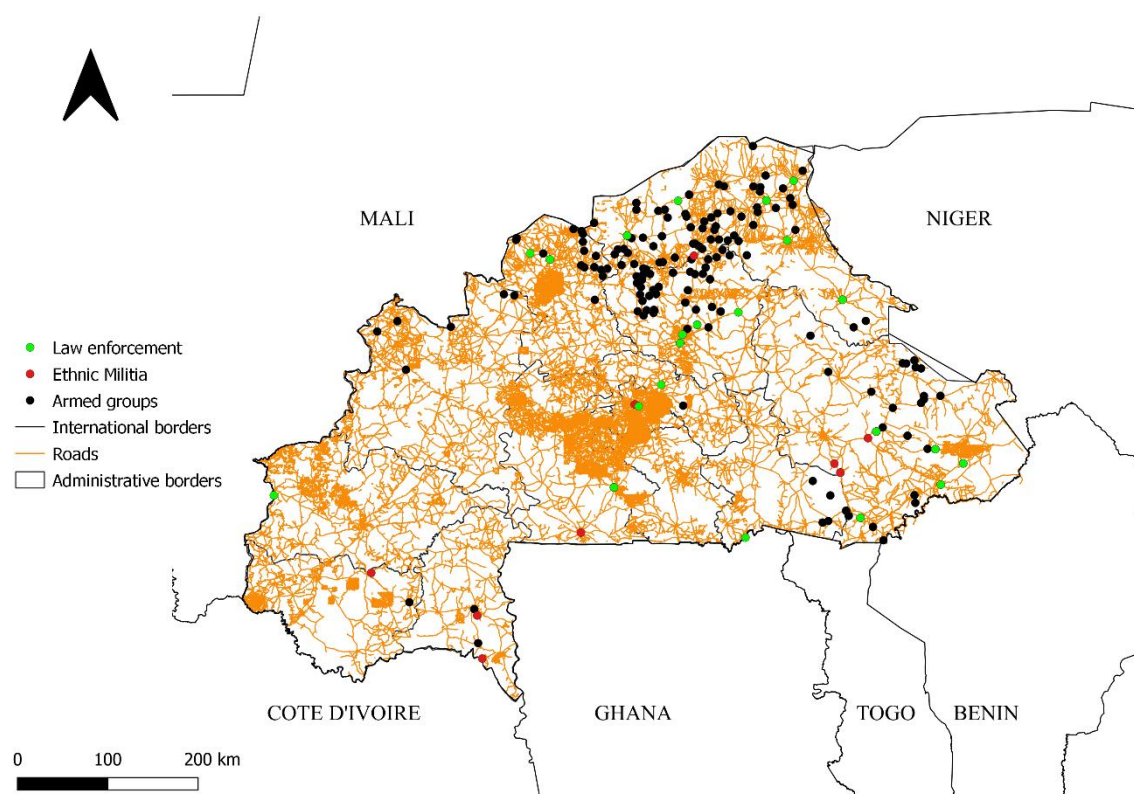 MALI
NIGER
Law enforcement
Ethnic Militia
Armed groups
International borders
Roads
Administrative borders
COTE D'IVOIRE
GHANA
TOGO
BENIN
0 100 200 km